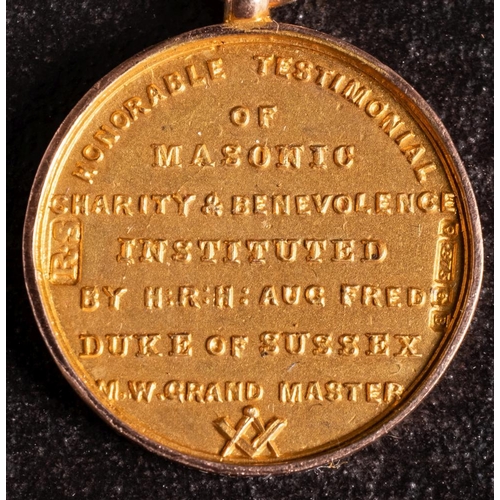 HONORABLE TESTIMONIAL
OF
MASONIC
CHARITY & BENEVOLENCE
INSTITUTED
BY H:R:H: AUG FRED
DUKE OF SUSSEX
M.W. GRAND MASTER
R.S